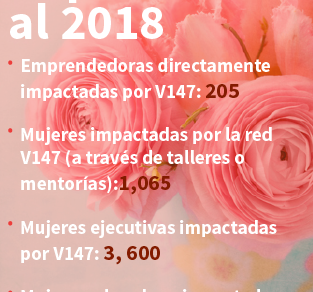 al 2018
• Emprendedoras directamente
impactadas por V147: 205
• Mujeres impactadas por la red
V147 (a través de talleres o
mentorías):1,065
• Mujeres ejecutivas impactadas
por V147: 3, 600